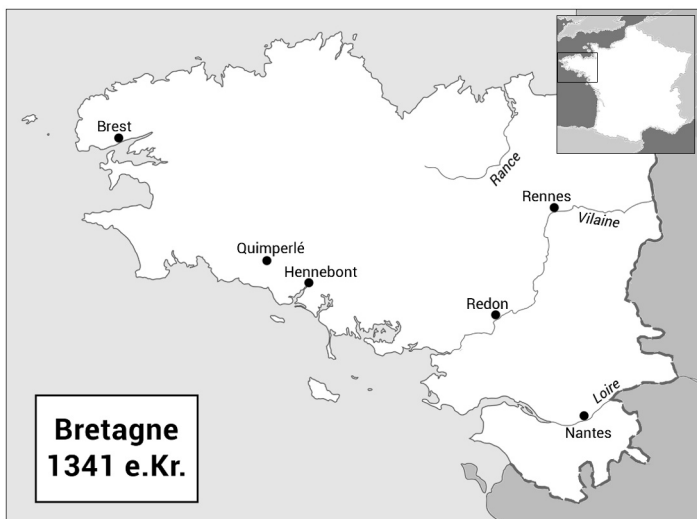 Brest
Rance
Rennes
Vilaine
Quimperlé
Hennebont
Redon
Loire
Nantes
Bretagne
1341 e.Kr.